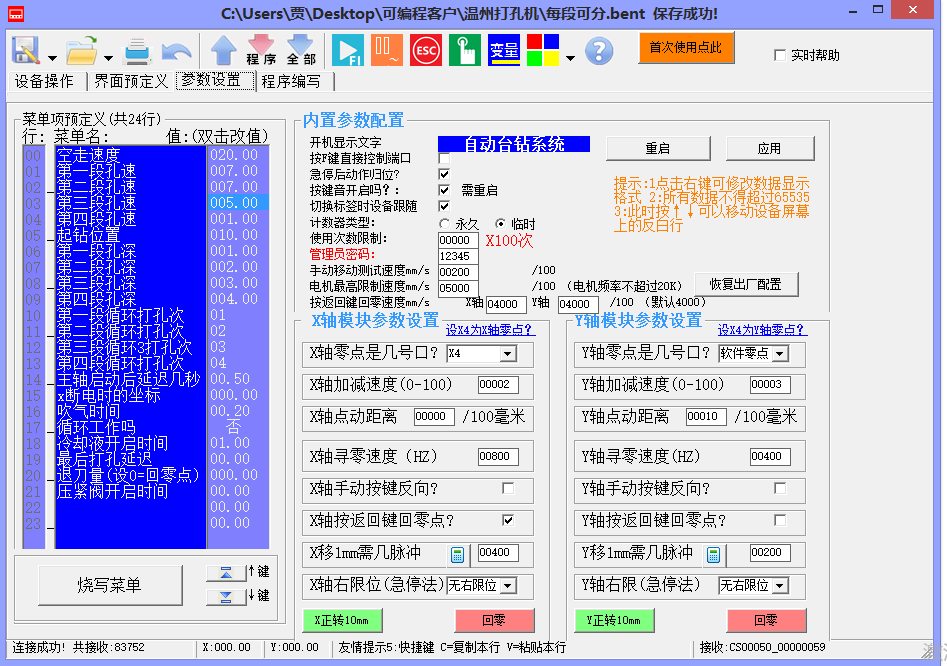 C:\Users\贾\Desktop\可编程客户\温州打孔机\每段可分.bent 保存成功!
程序 全部 FI ESC 变量 ?
首次使用点此 实时帮助
设备操作 界面预定义 参数设置 程序编写
菜单项预定义(共24行)
行: 菜单名: 值:(双击改值)
00 空走速度 020.00
01 第一段孔速 007.00
02 第二段孔速 007.00
03 第三段孔速 005.00
04 第四段孔速 001.00
05 起钻位置 010.00
06 第一段孔深 001.00
07 第二段孔深 002.00
08 第三段孔深 003.00
09 第四段孔深 004.00
10 第一段循环打孔次 01
11 第二段循环打孔次 02
12 第三段循环3打孔次 03
13 第四段循环打孔次 04
14 主轴启动后延迟几秒 00.50
15 x断电时的坐标 000.00
16 吹气时间 00.20
17 循环工作吗 否
18 冷却液开启时间 01.00
19 最后打孔延迟 00.00
20 退刀量(设0=回零点) 000.00
21 压紧阀开启时间 00.00
22 00.00
23 00.00
烧写菜单
↑键
↓键
内置参数配置
开机显示文字 自动台钻系统 重启 应用
按F键直接控制端口
急停后动作归位?
按键音开启吗?: 需重启
切换标签时设备跟随
计数器类型: 永久 临时
使用次数限制: 00000 X100次
管理员密码: 12345
手动移动测试速度mm/s 00200 /100
电机最高限制速度mm/s 05000 /100 (电机频率不超过20K)
按返回键回零速度mm/s X轴 04000 Y轴 04000 /100 (默认4000)
提示:1点击右键可修改数据显示
格式 2:所有数据不得超过65535
3:此时按↑↓可以移动设备屏幕
上的反白行
恢复出厂配置
X轴模块参数设置 设X4为X轴零点?
X轴零点是几号口? X4
X轴加减速度(0-100) 00002
X轴点动距离 00000 /100毫米
X轴寻零速度(HZ) 00800
X轴手动按键反向?
X轴按返回键回零点?
X移1mm需几脉冲 00400
X轴右限位(急停法) 无右限位
X正转10mm 回零
Y轴模块参数设置 设X4为Y轴零点?
Y轴零点是几号口? 软件零点
Y轴加减速度(0-100) 00003
Y轴点动距离 00010 /100毫米
Y轴寻零速度(HZ) 00400
Y轴手动按键反向?
Y轴按返回键回零点?
Y移1mm需几脉冲 00200
Y轴右限(急停法) 无右限位
Y正转10mm 回零
连接成功! 共接收:83752 X:000.00 Y:000.00 友情提示5:快捷键 C=复制本行 V=粘贴本行 接收:CS00050_00000059